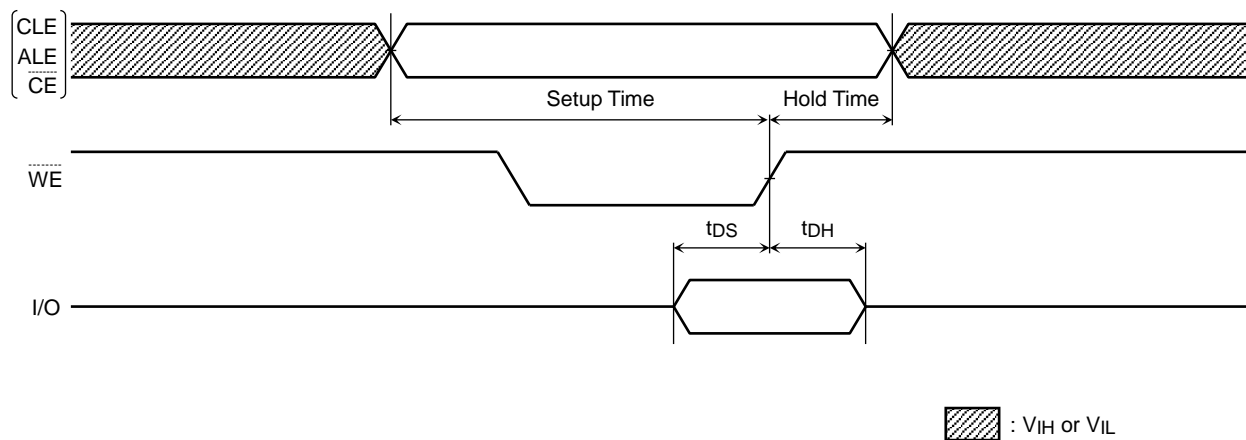 CLE
ALE
CE
Setup Time
Hold Time
WE
tDS
tDH
I/O
: VIH or VIL